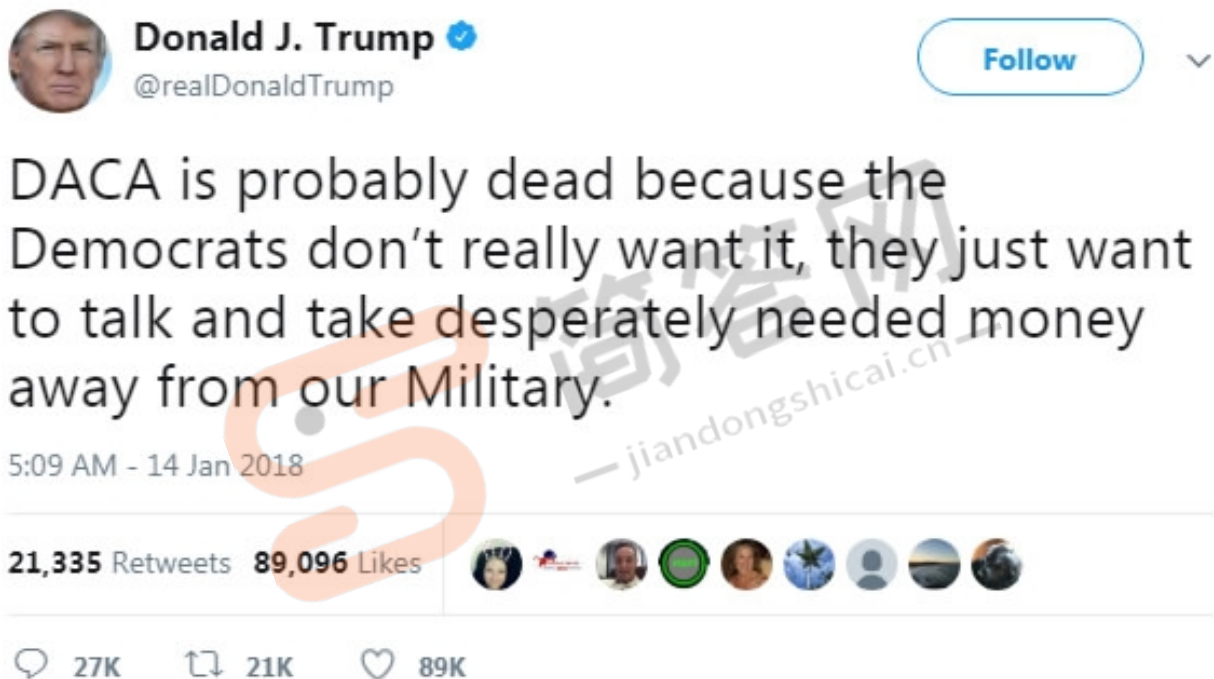 Donald J. Trump
@realDonaldTrump
Follow
DACA is probably dead because the
Democrats don't really want it, they just want
to talk and take desperately needed money
away from our Military.
5:09 AM - 14 Jan 2018
21,335 Retweets 89,096 Likes
27K 21K 89K
简答网
jiandongshicai.cn